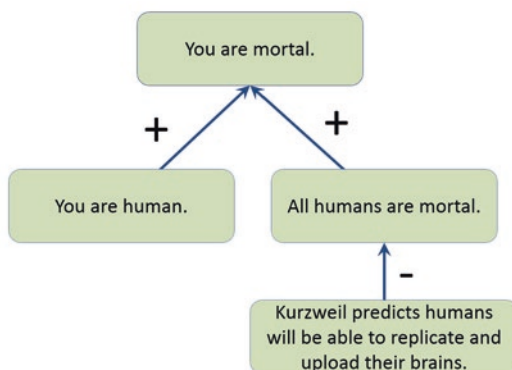 You are mortal.
+
+
You are human.
All humans are mortal.
-
Kurzweil predicts humans
will be able to replicate and
upload their brains.